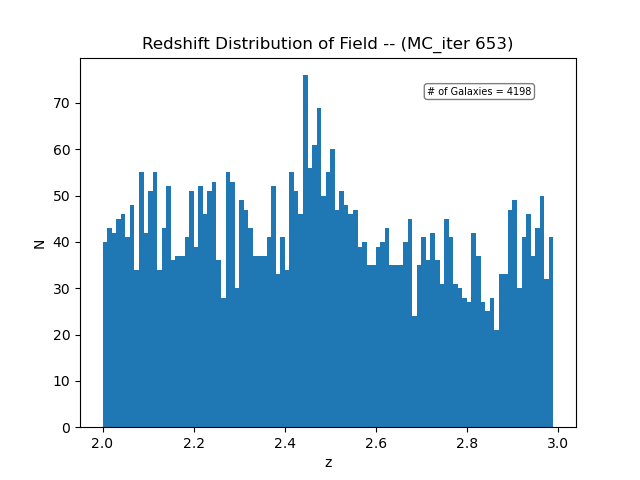 Redshift Distribution of Field -- (MC_iter 653)
# of Galaxies = 4198
70
60
50
40
30
20
10
0
N
2.0 2.2 2.4 2.6 2.8 3.0
z